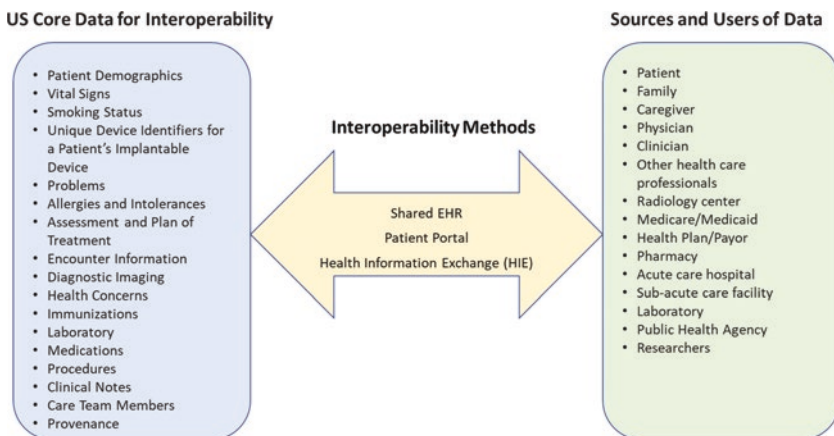 US Core Data for Interoperability
• Patient Demographics
• Vital Signs
• Smoking Status
• Unique Device Identifiers for
a Patient's Implantable
Device
• Problems
• Allergies and Intolerances
• Assessment and Plan of
Treatment
• Encounter Information
• Diagnostic Imaging
• Health Concerns
• Immunizations
• Laboratory
• Medications
• Procedures
• Clinical Notes
• Care Team Members
• Provenance
Interoperability Methods
Shared EHR
Patient Portal
Health Information Exchange (HIE)
Sources and Users of Data
• Patient
• Family
• Caregiver
• Physician
• Clinician
• Other health care
professionals
• Radiology center
• Medicare/Medicaid
• Health Plan/Payor
• Pharmacy
• Acute care hospital
• Sub-acute care facility
• Laboratory
• Public Health Agency
• Researchers